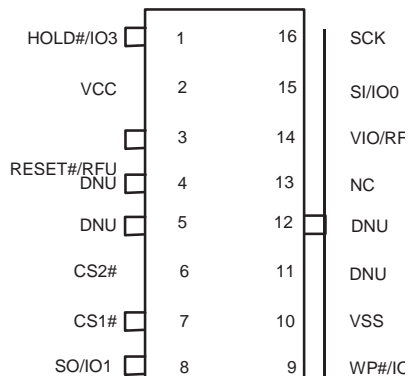 HOLD#/IO3 1 16 SCK
VCC 2 15 SI/IO0
3 14 VIO/RF
RESET#/RFU
DNU 4 13 NC
DNU 5 12 DNU
CS2# 6 11 DNU
CS1# 7 10 VSS
SO/IO1 8 9 WP#/IO